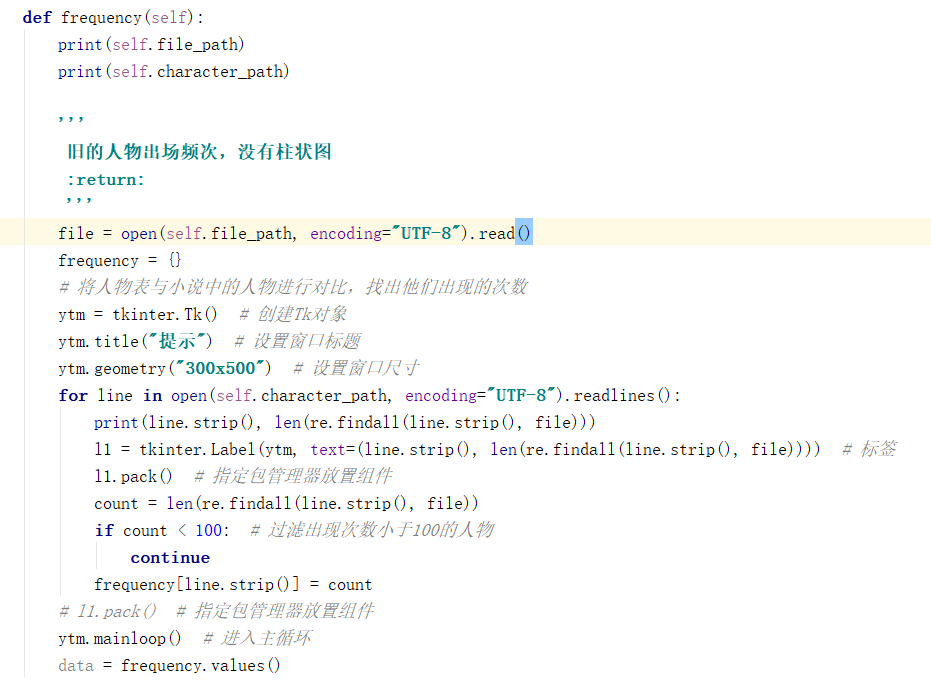 def frequency(self):
print(self.file_path)
print(self.character_path)
'''
旧的人物出场频次，没有柱状图
:return:
'''
file = open(self.file_path, encoding="UTF-8").read()
frequency = {}
# 将人物表与小说中的人物进行对比，找出他们出现的次数
ytm = tkinter.Tk()  # 创建Tk对象
ytm.title("提示")  # 设置窗口标题
ytm.geometry("300x500")  # 设置窗口尺寸
for line in open(self.character_path, encoding="UTF-8").readlines():
print(line.strip(), len(re.findall(line.strip(), file)))
l1 = tkinter.Label(ytm, text=(line.strip(), len(re.findall(line.strip(), file))))  # 标签
l1.pack()  # 指定包管理器放置组件
count = len(re.findall(line.strip(), file))
if count < 100:  # 过滤出现次数小于100的人物
continue
frequency[line.strip()] = count
# l1.pack()  # 指定包管理器放置组件
ytm.mainloop()  # 进入主循环
data = frequency.values()